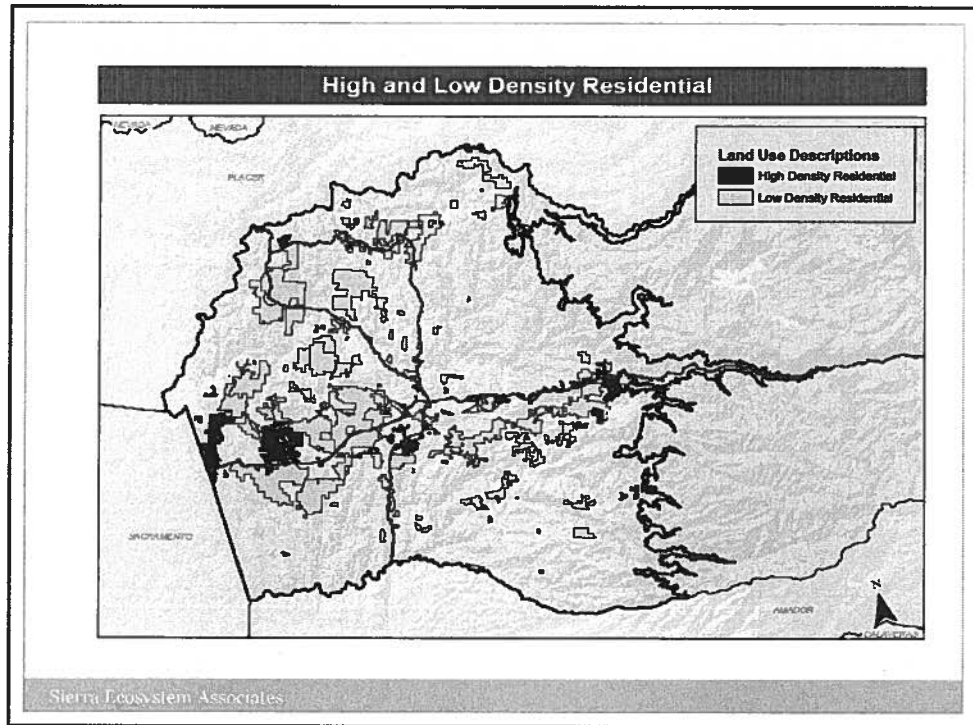 High and Low Density Residential
NEVADA
NEVADA
PLACER
Land Use Descriptions
High Density Residential
Low Density Residential
SACRAMENTO
AMADOR
N
CALAVERAS
Sierra Ecosystem Associates